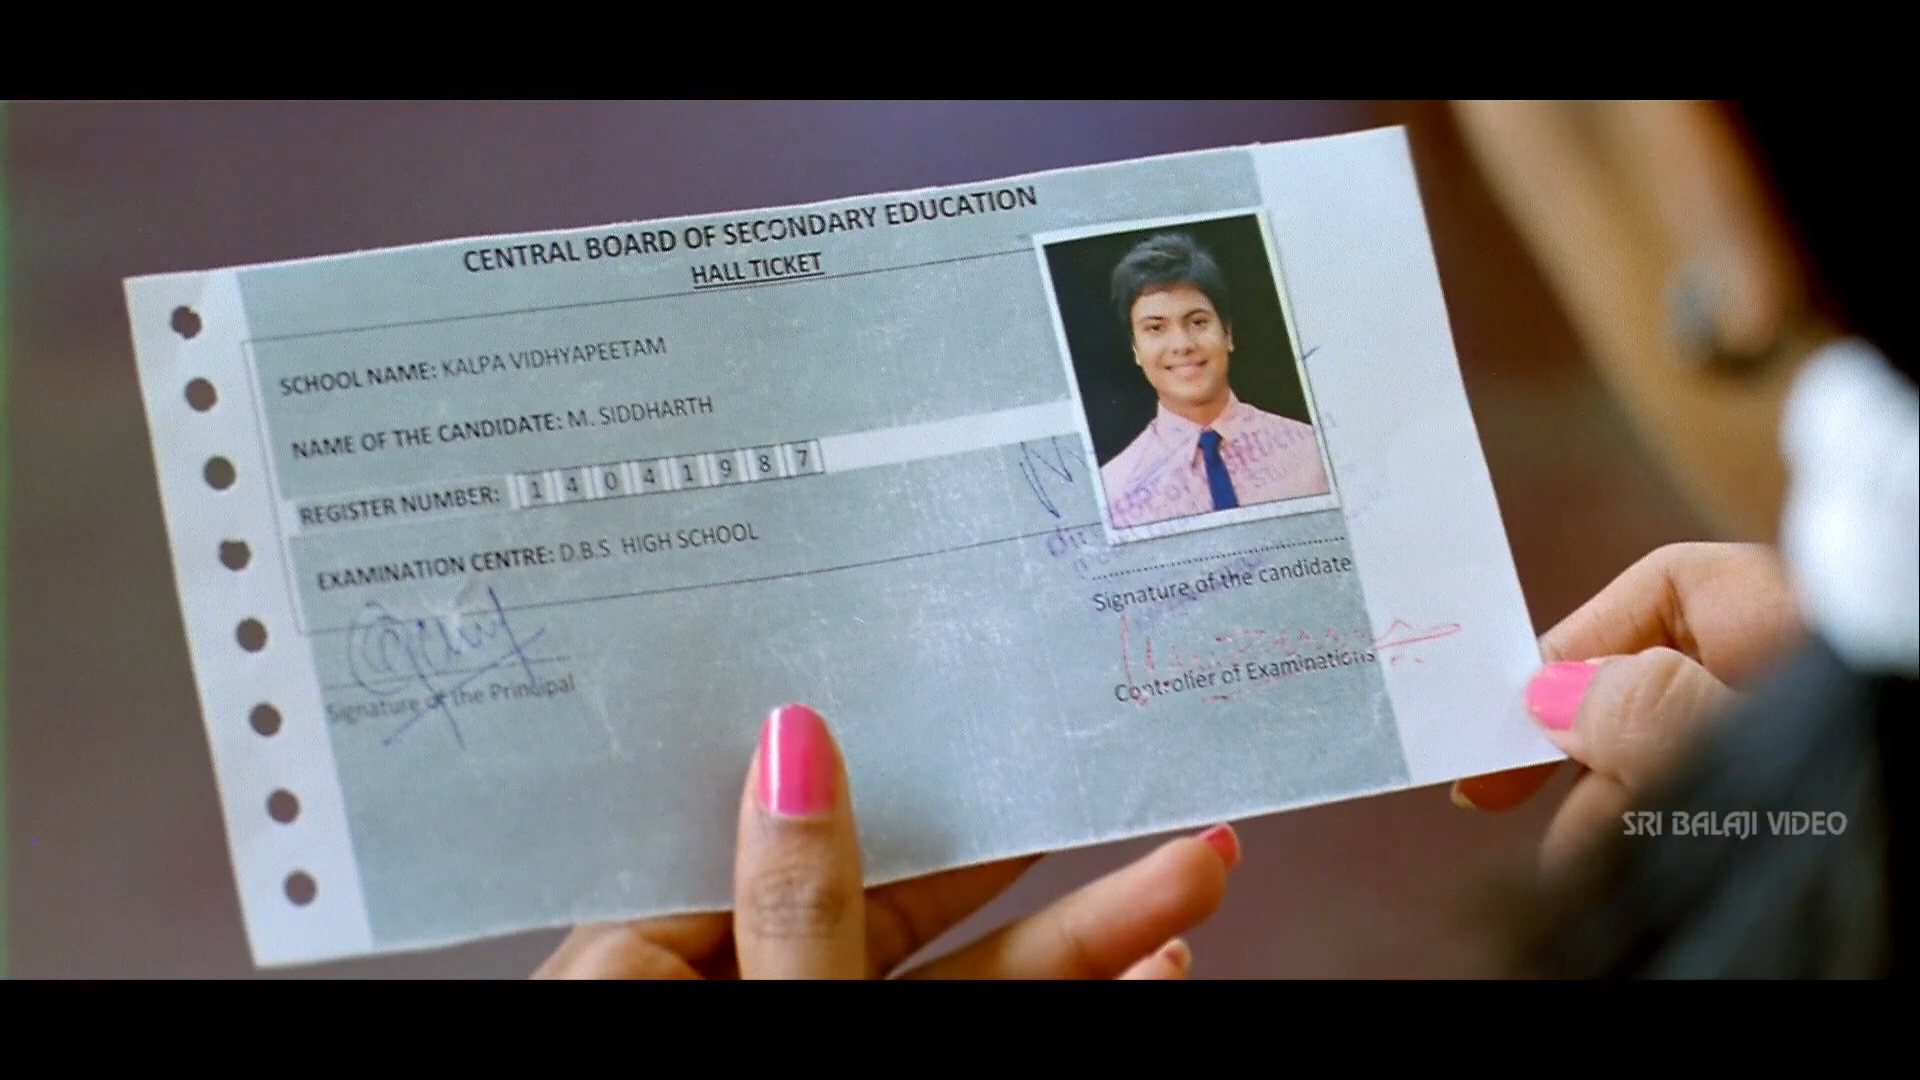 CENTRAL BOARD OF SECONDARY EDUCATION
HALL TICKET
SCHOOL NAME: KALPA VIDHYAPEETAM
NAME OF THE CANDIDATE: M. SIDDHARTH
REGISTER NUMBER: 1 4 0 4 1 9 8 7
EXAMINATION CENTRE: D.B.S. HIGH SCHOOL
Signature of the candidate
Signature of the Principal
Controller of Examinations
SRI BALAJI VIDEO